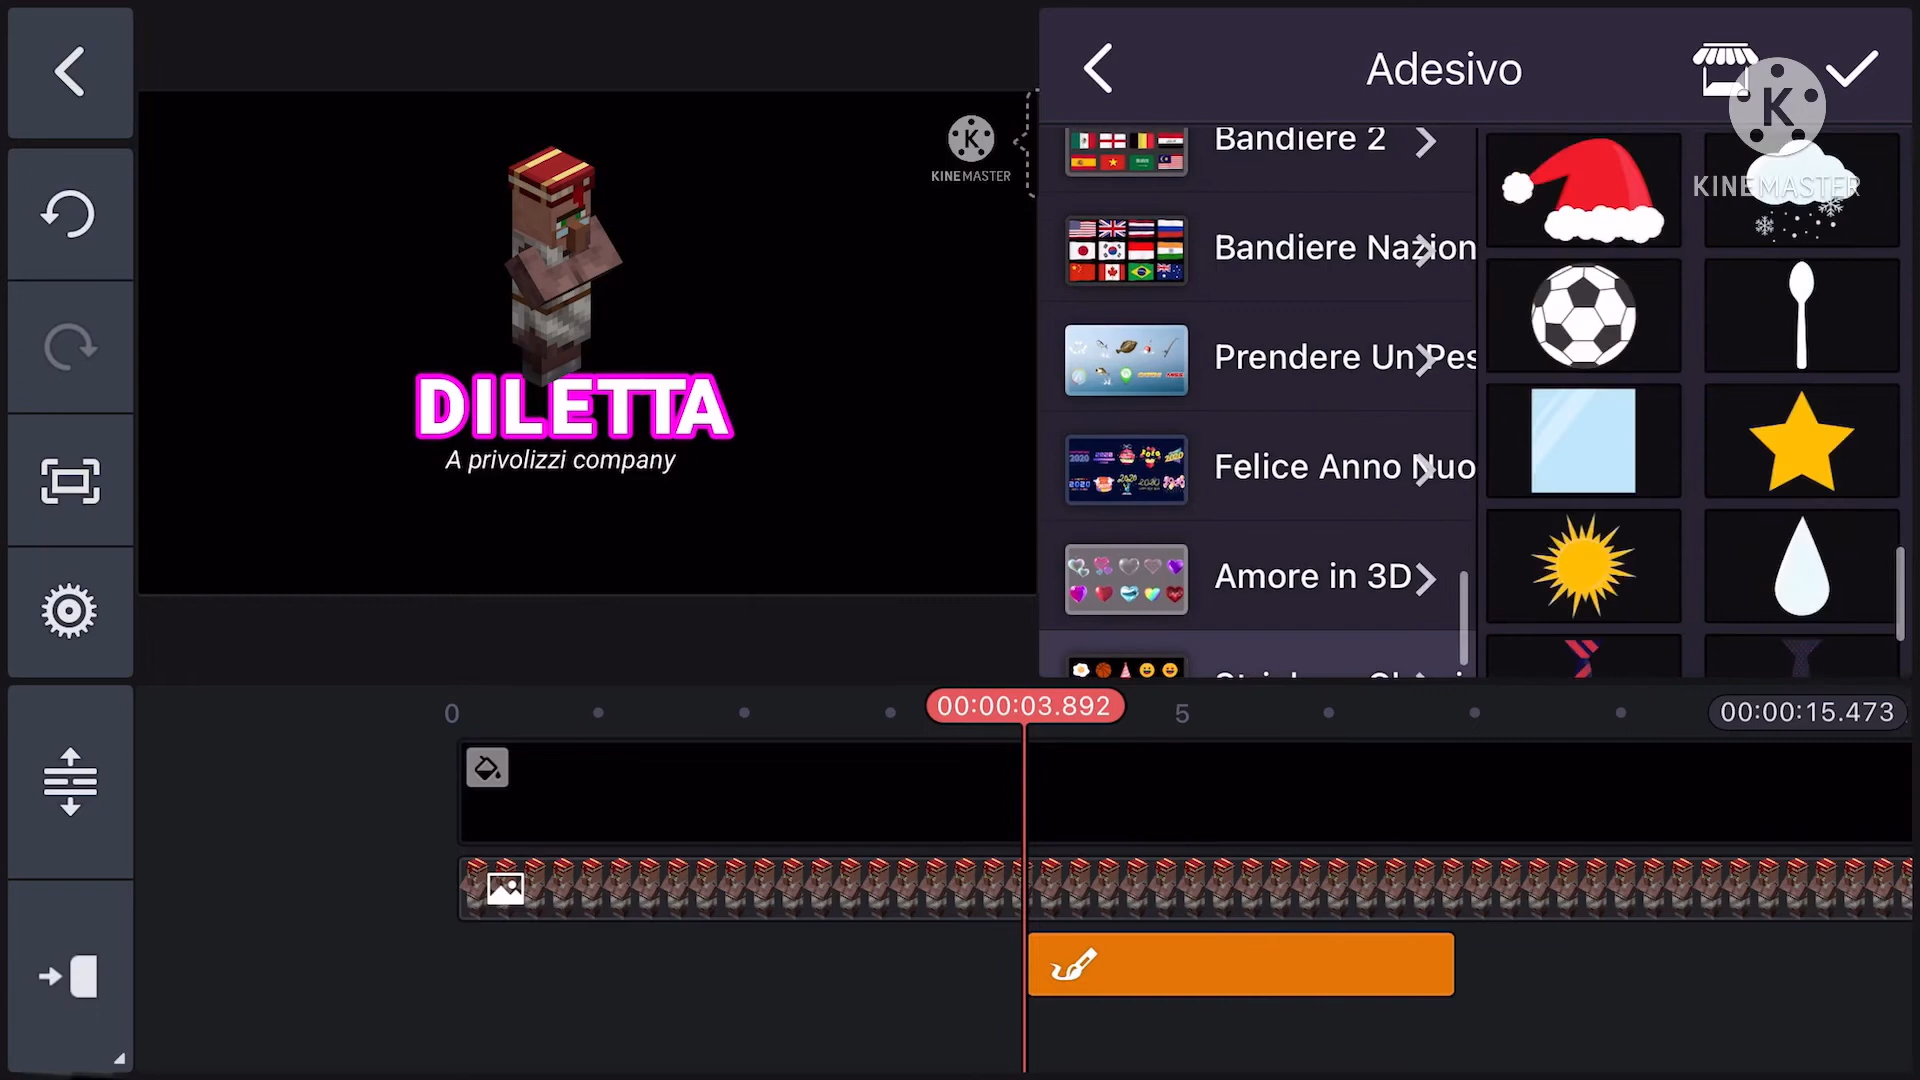 Adesivo
KINEMASTER
KINEMASTER
DILETTA
A privolizzi company
Bandiere 2
Bandiere Nazion
Prendere Un Pes
Felice Anno Nuo
Amore in 3D
0
00:00:03.892
5
00:00:15.473